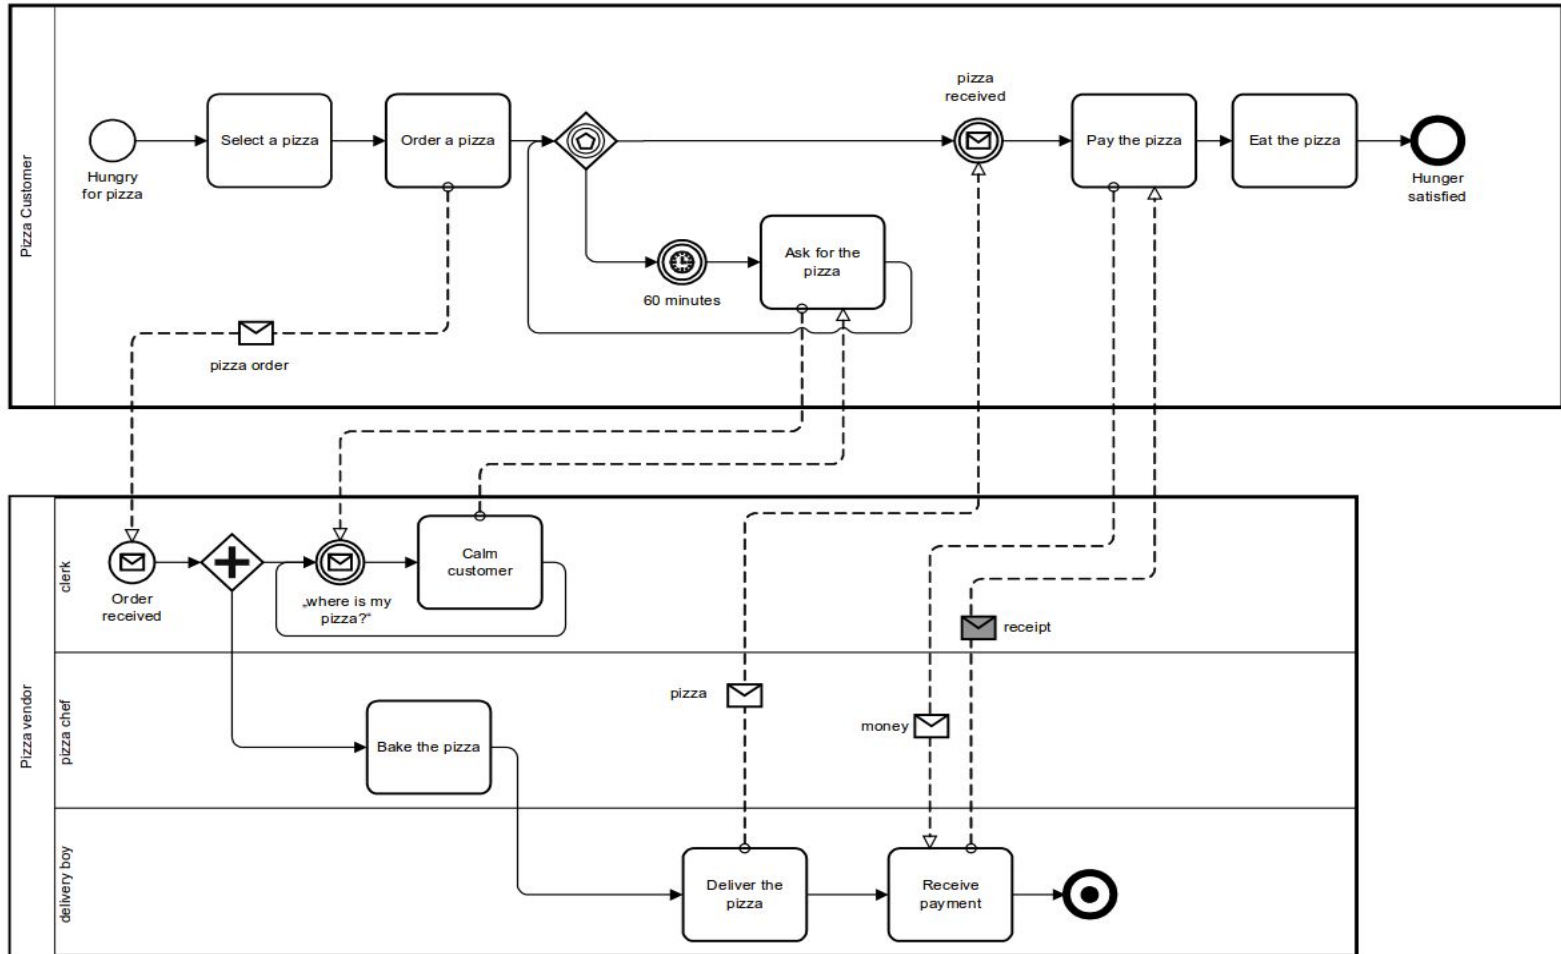 Pizza Customer
Hungry
for pizza
Select a pizza
Order a pizza
pizza
received
Pay the pizza
Eat the pizza
Hunger
satisfied
60 minutes
Ask for the
pizza
pizza order
Pizza vendor
clerk
Order
received
„where is my
pizza?“
Calm
customer
receipt
pizza chef
Bake the pizza
pizza
money
delivery boy
Deliver the
pizza
Receive
payment